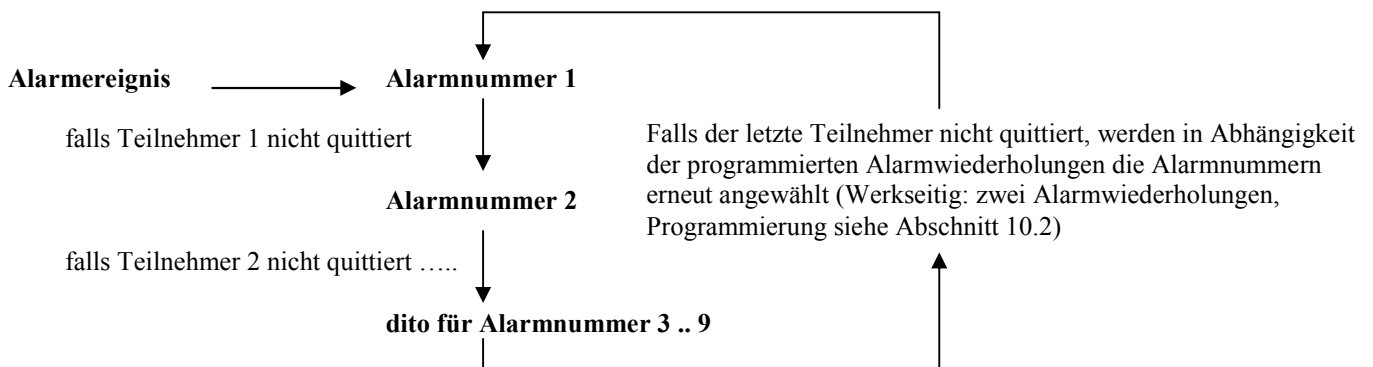 Alarmereignis
Alarmnummer 1
falls Teilnehmer 1 nicht quittiert
Alarmnummer 2
falls Teilnehmer 2 nicht quittiert …..
dito für Alarmnummer 3 .. 9
Falls der letzte Teilnehmer nicht quittiert, werden in Abhängigkeit
der programmierten Alarmwiederholungen die Alarmnummern
erneut angewählt (Werkseitig: zwei Alarmwiederholungen,
Programmierung siehe Abschnitt 10.2)